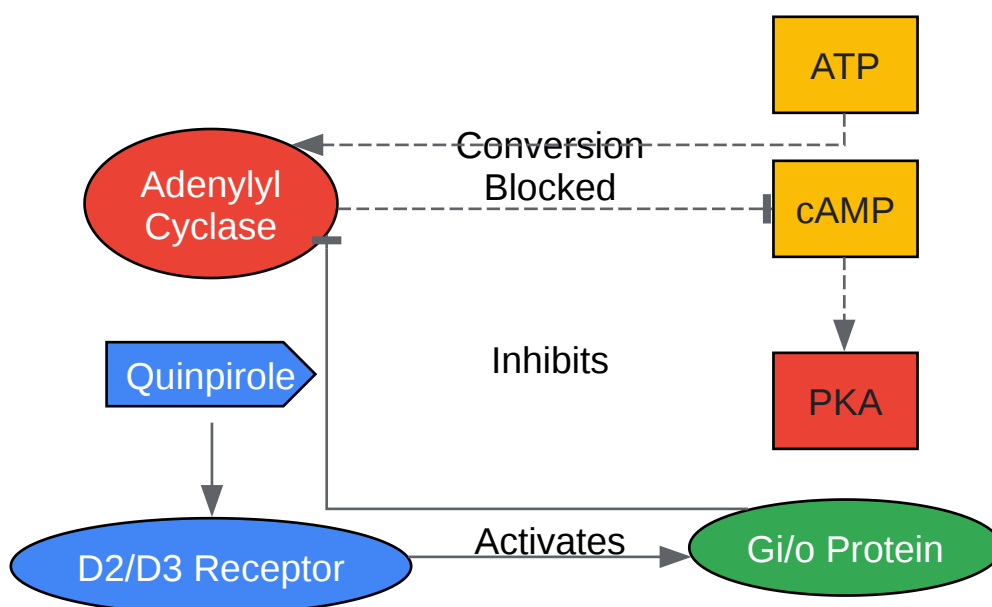 ATP
Conversion
Blocked
Adenylyl
Cyclase
cAMP
Inhibits
Quinpirole
PKA
D2/D3 Receptor
Activates
Gi/o Protein